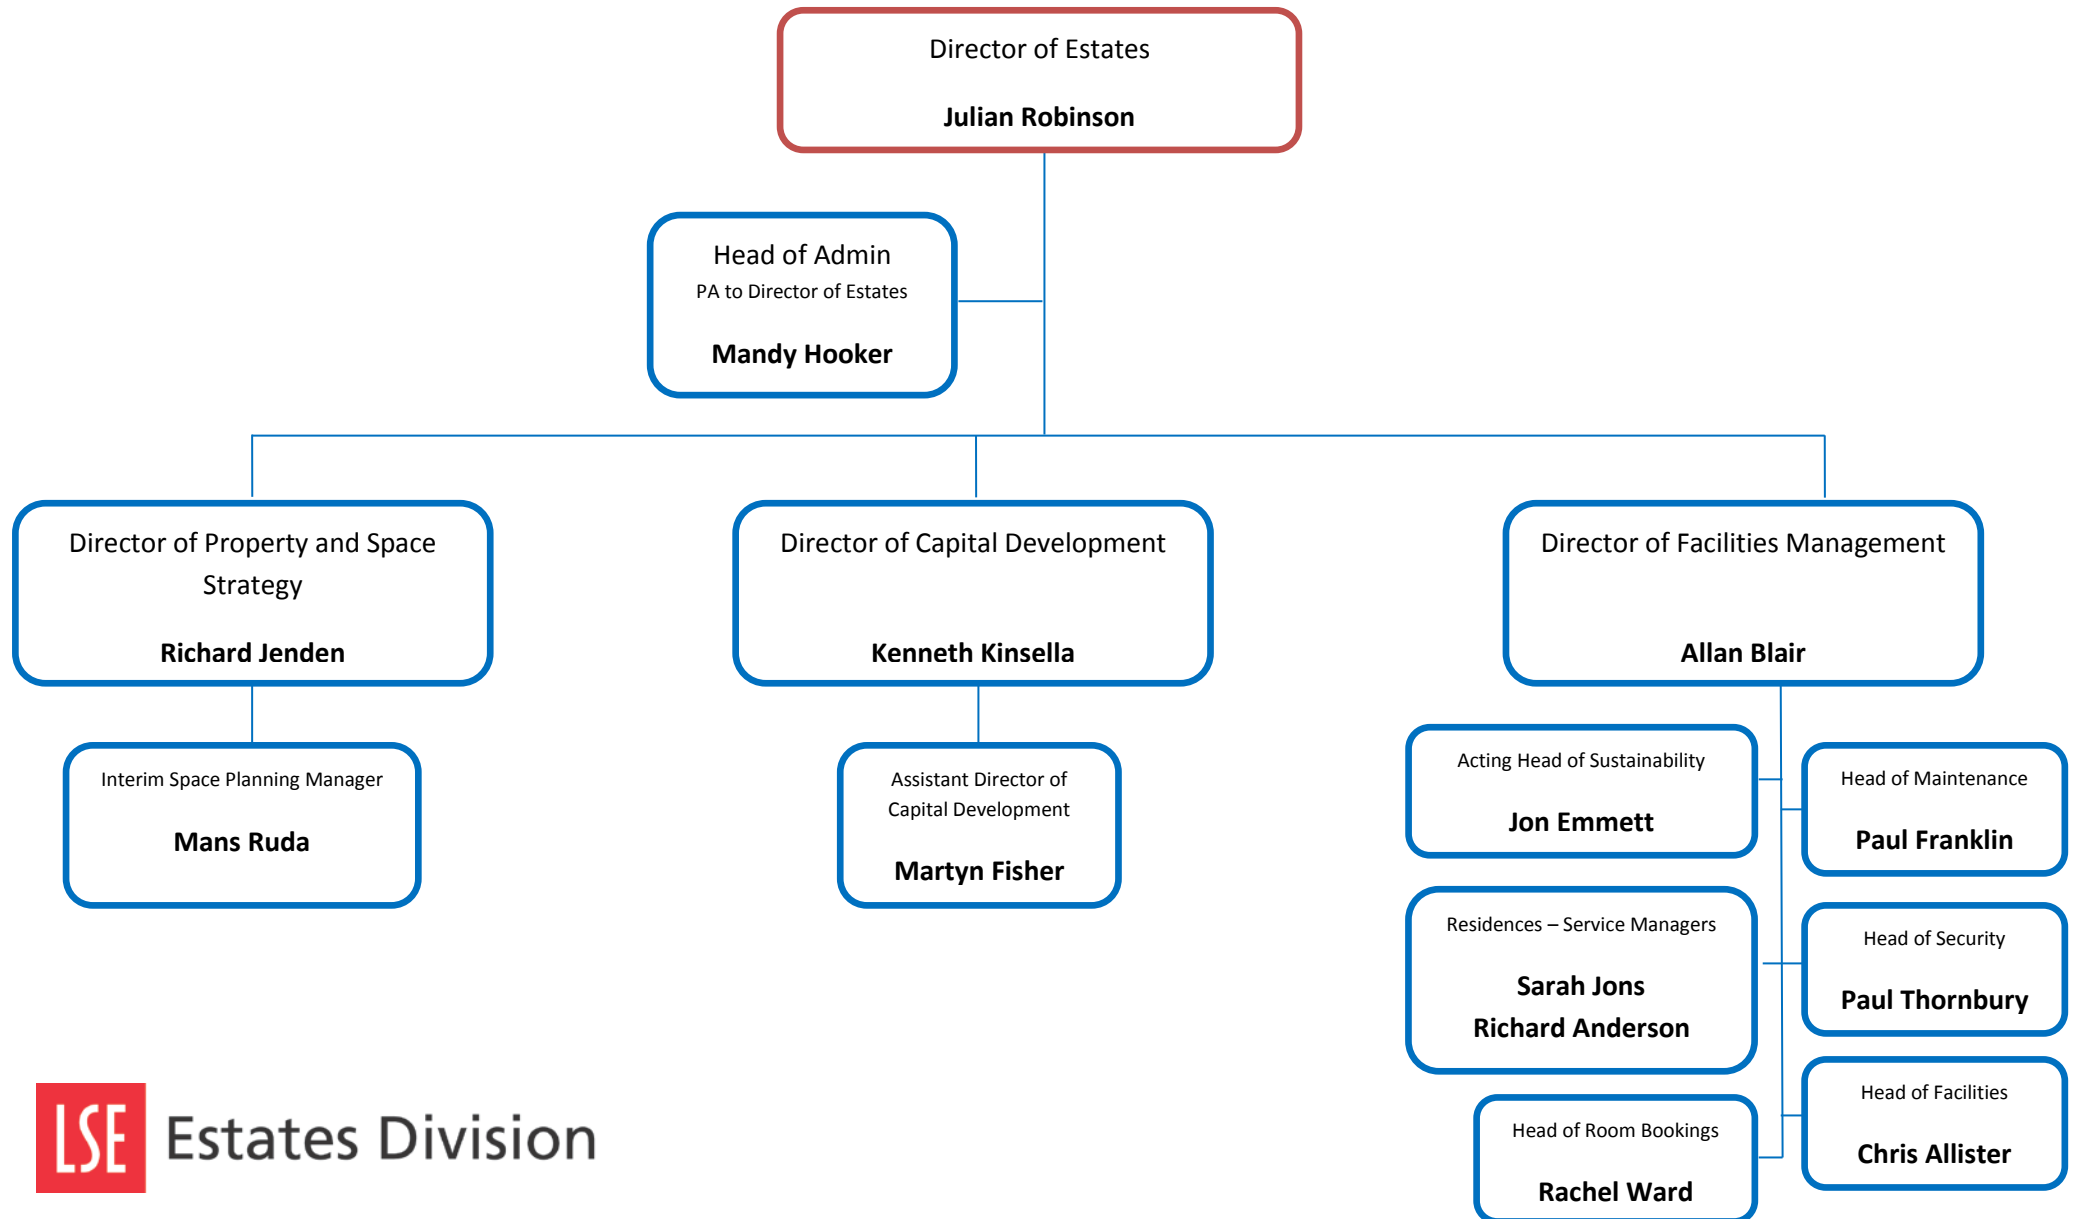 Director of Estates
Julian Robinson
Head of Admin
PA to Director of Estates
Mandy Hooker
Director of Property and Space
Strategy
Richard Jenden
Director of Capital Development
Kenneth Kinsella
Director of Facilities Management
Allan Blair
Interim Space Planning Manager
Mans Ruda
Assistant Director of
Capital Development
Martyn Fisher
Acting Head of Sustainability
Jon Emmett
Head of Maintenance
Paul Franklin
Residences – Service Managers
Sarah Jons
Richard Anderson
Head of Security
Paul Thornbury
Head of Room Bookings
Rachel Ward
Head of Facilities
Chris Allister
LSE Estates Division